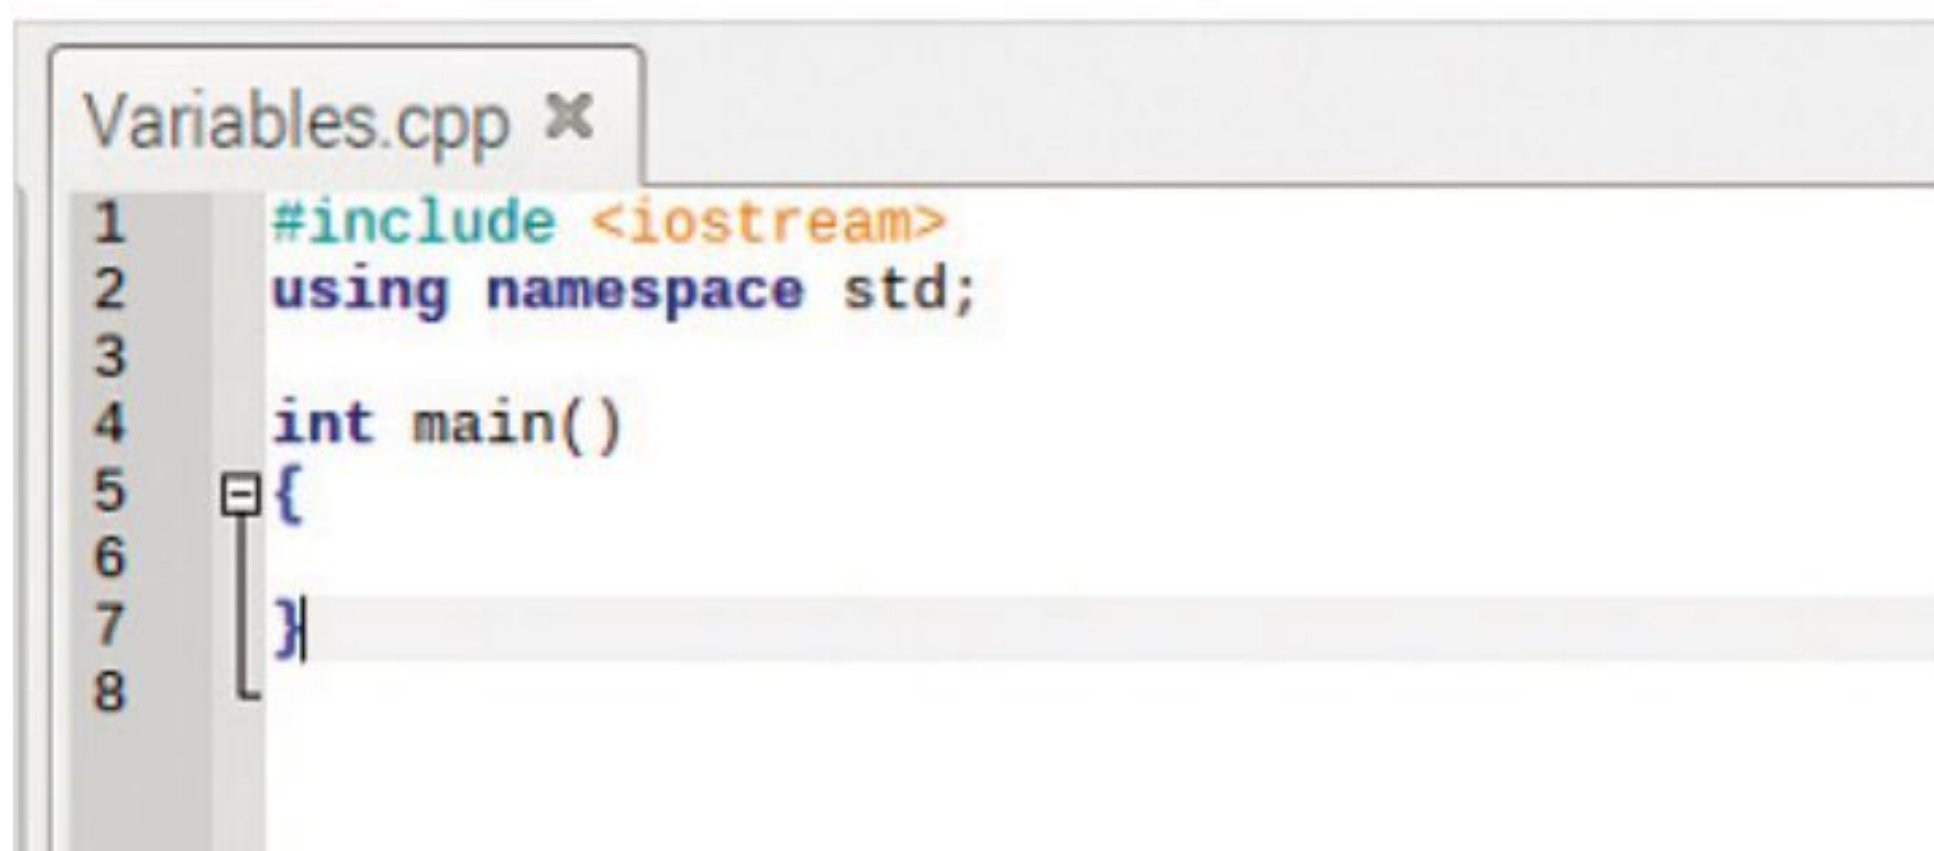 Variables.cpp ✖
1 #include <iostream>
2 using namespace std;
3
4 int main()
5 {
6
7 }
8